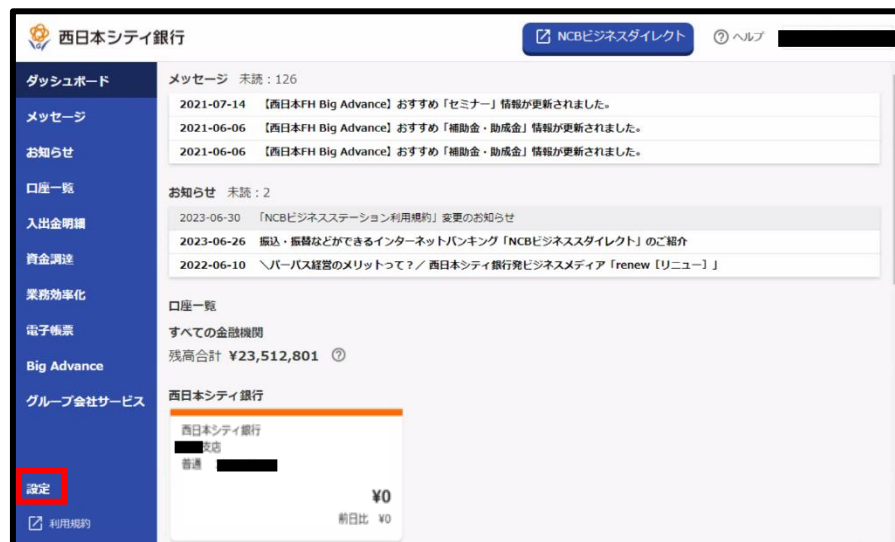 西日本シティ銀行
NCBビジネスダイレクト
ヘルプ
ダッシュボード
メッセージ
お知らせ
口座一覧
入出金明細
資金調達
業務効率化
電子帳票
Big Advance
グループ会社サービス
設定
利用規約
メッセージ 未読:126
2021-07-14 【西日本FH Big Advance】おすすめ「セミナー」情報が更新されました。
2021-06-06 【西日本FH Big Advance】おすすめ「補助金・助成金」情報が更新されました。
2021-06-06 【西日本FH Big Advance】おすすめ「補助金・助成金」情報が更新されました。
お知らせ 未読:2
2023-06-30 「NCBビジネスステーション利用規約」変更のお知らせ
2023-06-26 振込・振替などができるインターネットバンキング「NCBビジネスダイレクト」のご紹介
2022-06-10 ＼パーパス経営のメリットって？／ 西日本シティ銀行発ビジネスメディア「renew［リニュー］」
口座一覧
すべての金融機関
残高合計 ¥23,512,801
西日本シティ銀行
西日本シティ銀行
支店
普通
¥0
前日比 ¥0